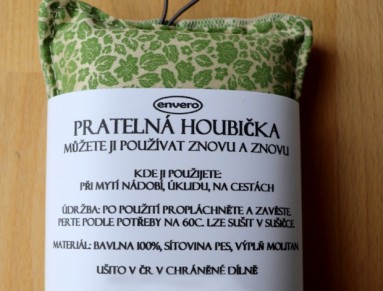 envero
PRATELNÁ HOUBIČKA
MŮŽETE JI POUŽÍVAT ZNOVU A ZNOVU
KDE JI POUŽIJETE:
PŘI MYTÍ NÁDOBÍ, ÚKLIDU, NA CESTÁCH
ÚDRŽBA: PO POUŽITÍ PROPLÁCHNĚTE A ZAVĚSTE.
PERTE PODLE POTŘEBY NA 60C. LZE SUŠIT V SUŠIČCE.
MATERIÁL: BAVLNA 100%, SÍTOVINA PES, VÝPLŇ MOLITAN
UŠITO V ČR, V CHRÁNĚNÉ DÍLNĚ